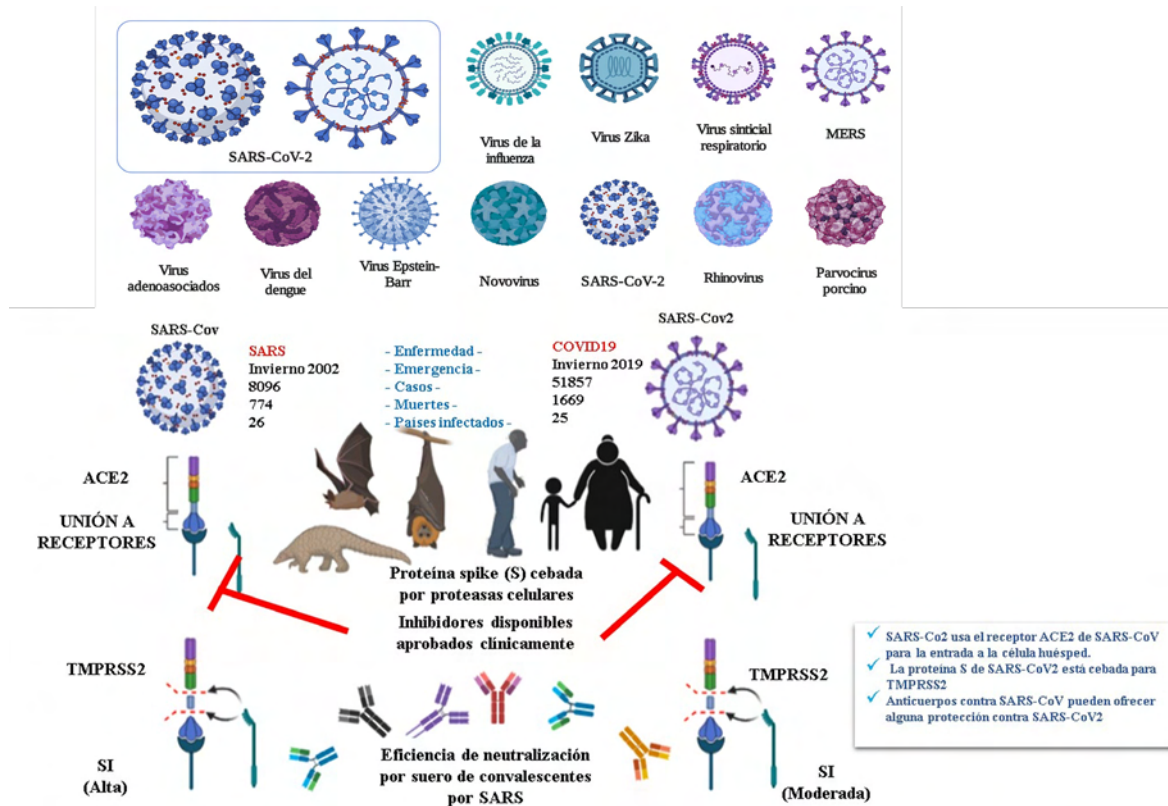 SARS-CoV-2
Virus de la
influenza
Virus Zika
Virus sinticial
respiratorio
MERS
Virus
adenoasociados
Virus del
dengue
Virus Epstein-
Barr
Novovirus
SARS-CoV-2
Rhinovirus
Parvocirus
porcino
SARS-Cov
SARS
Invierno 2002
8096
774
26
- Enfermedad -
- Emergencia -
- Casos -
- Muertes -
- Países infectados-
COVID19
Invierno 2019
51857
1669
25
SARS-Cov2
ACE2
UNIÓN A
RECEPTORES
ACE2
UNIÓN A
RECEPTORES
Proteína spike (S) cebada
por proteasas celulares
Inhibidores disponibles
aprobados clínicamente
TMPRSS2
SI
(Alta)
Eficiencia de neutralización
por suero de convalescentes
por SARS
TMPRSS2
SI
(Moderada)
✓ SARS-Co2 usa el receptor ACE2 de SARS-CoV
para la entrada a la célula huésped.
✓ La proteína S de SARS-CoV2 está cebada para
TMPRSS2
✓ Anticuerpos contra SARS-CoV pueden ofrecer
alguna protección contra SARS-CoV2